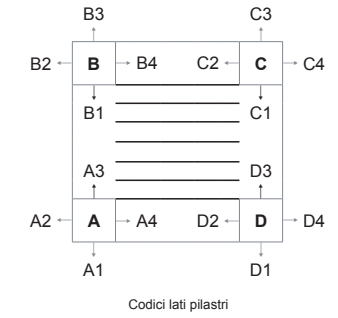 B3 C3
B2 B B4 C2 C C4
B1 C1
A3 D3
A2 A A4 D2 D D4
A1 D1
Codici lati pilastri